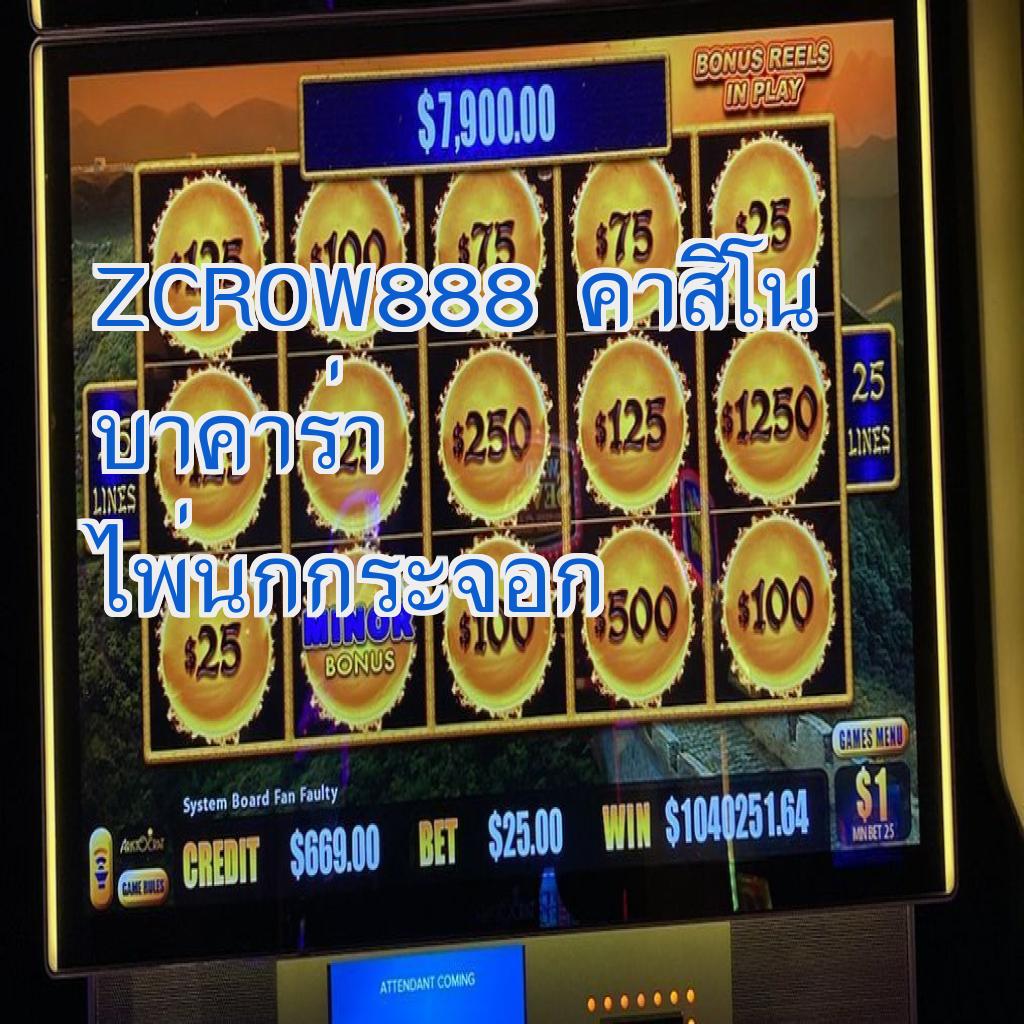 BONUS REELS
IN PLAY
$7,900.00
$125 $100 $75 $75 $25
ZCROW888 คาสิโน
25
LINES
$250 $125 $1250
บาคาร่า
LINES
ไพ่นกกระจอก
$25 MINOR BONUS $100 $500 $100
GAMES MENU
System Board Fan Faulty
$1
MIN BET 25
ARISTOCRAT
CREDIT $669.00 BET $25.00 WIN $1040251.64
GAME RULES
ATTENDANT COMING